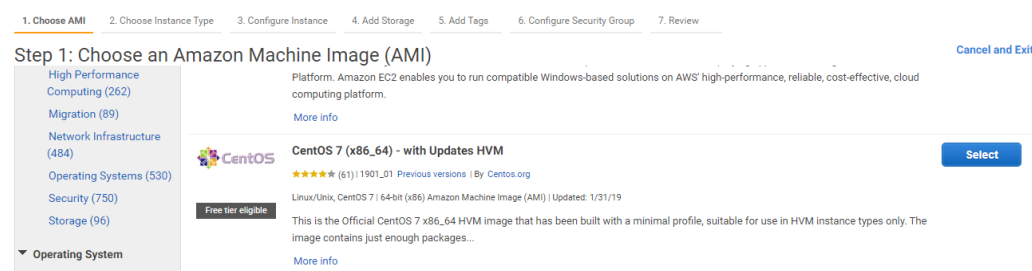 1. Choose AMI 2. Choose Instance Type 3. Configure Instance 4. Add Storage 5. Add Tags 6. Configure Security Group 7. Review
Step 1: Choose an Amazon Machine Image (AMI)
Cancel and Exit
High Performance
Computing (262)
Migration (89)
Network Infrastructure
(484)
Operating Systems (530)
Security (750)
Storage (96)
Operating System
Platform. Amazon EC2 enables you to run compatible Windows-based solutions on AWS' high-performance, reliable, cost-effective, cloud
computing platform.
More info
CentOS
Free tier eligible
CentOS 7 (x86_64) - with Updates HVM
(61) | 1901_01 Previous versions | By Centos.org
Linux/Unix, CentOS 7 | 64-bit (x86) Amazon Machine Image (AMI) | Updated: 1/31/19
This is the Official CentOS 7 x86_64 HVM image that has been built with a minimal profile, suitable for use in HVM instance types only. The
image contains just enough packages...
More info
Select